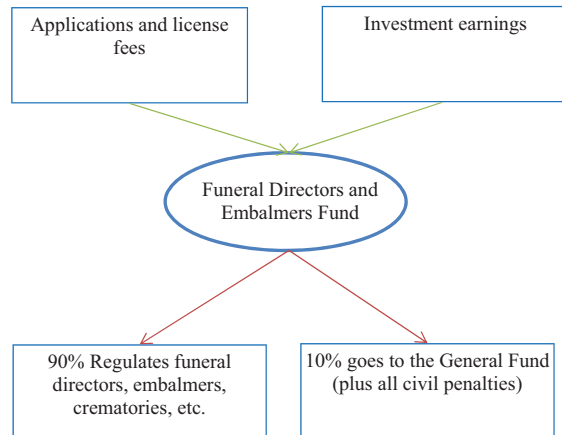 Applications and license
fees
Investment earnings
Funeral Directors and
Embalmers Fund
90% Regulates funeral
directors, embalmers,
crematories, etc.
10% goes to the General Fund
(plus all civil penalties)